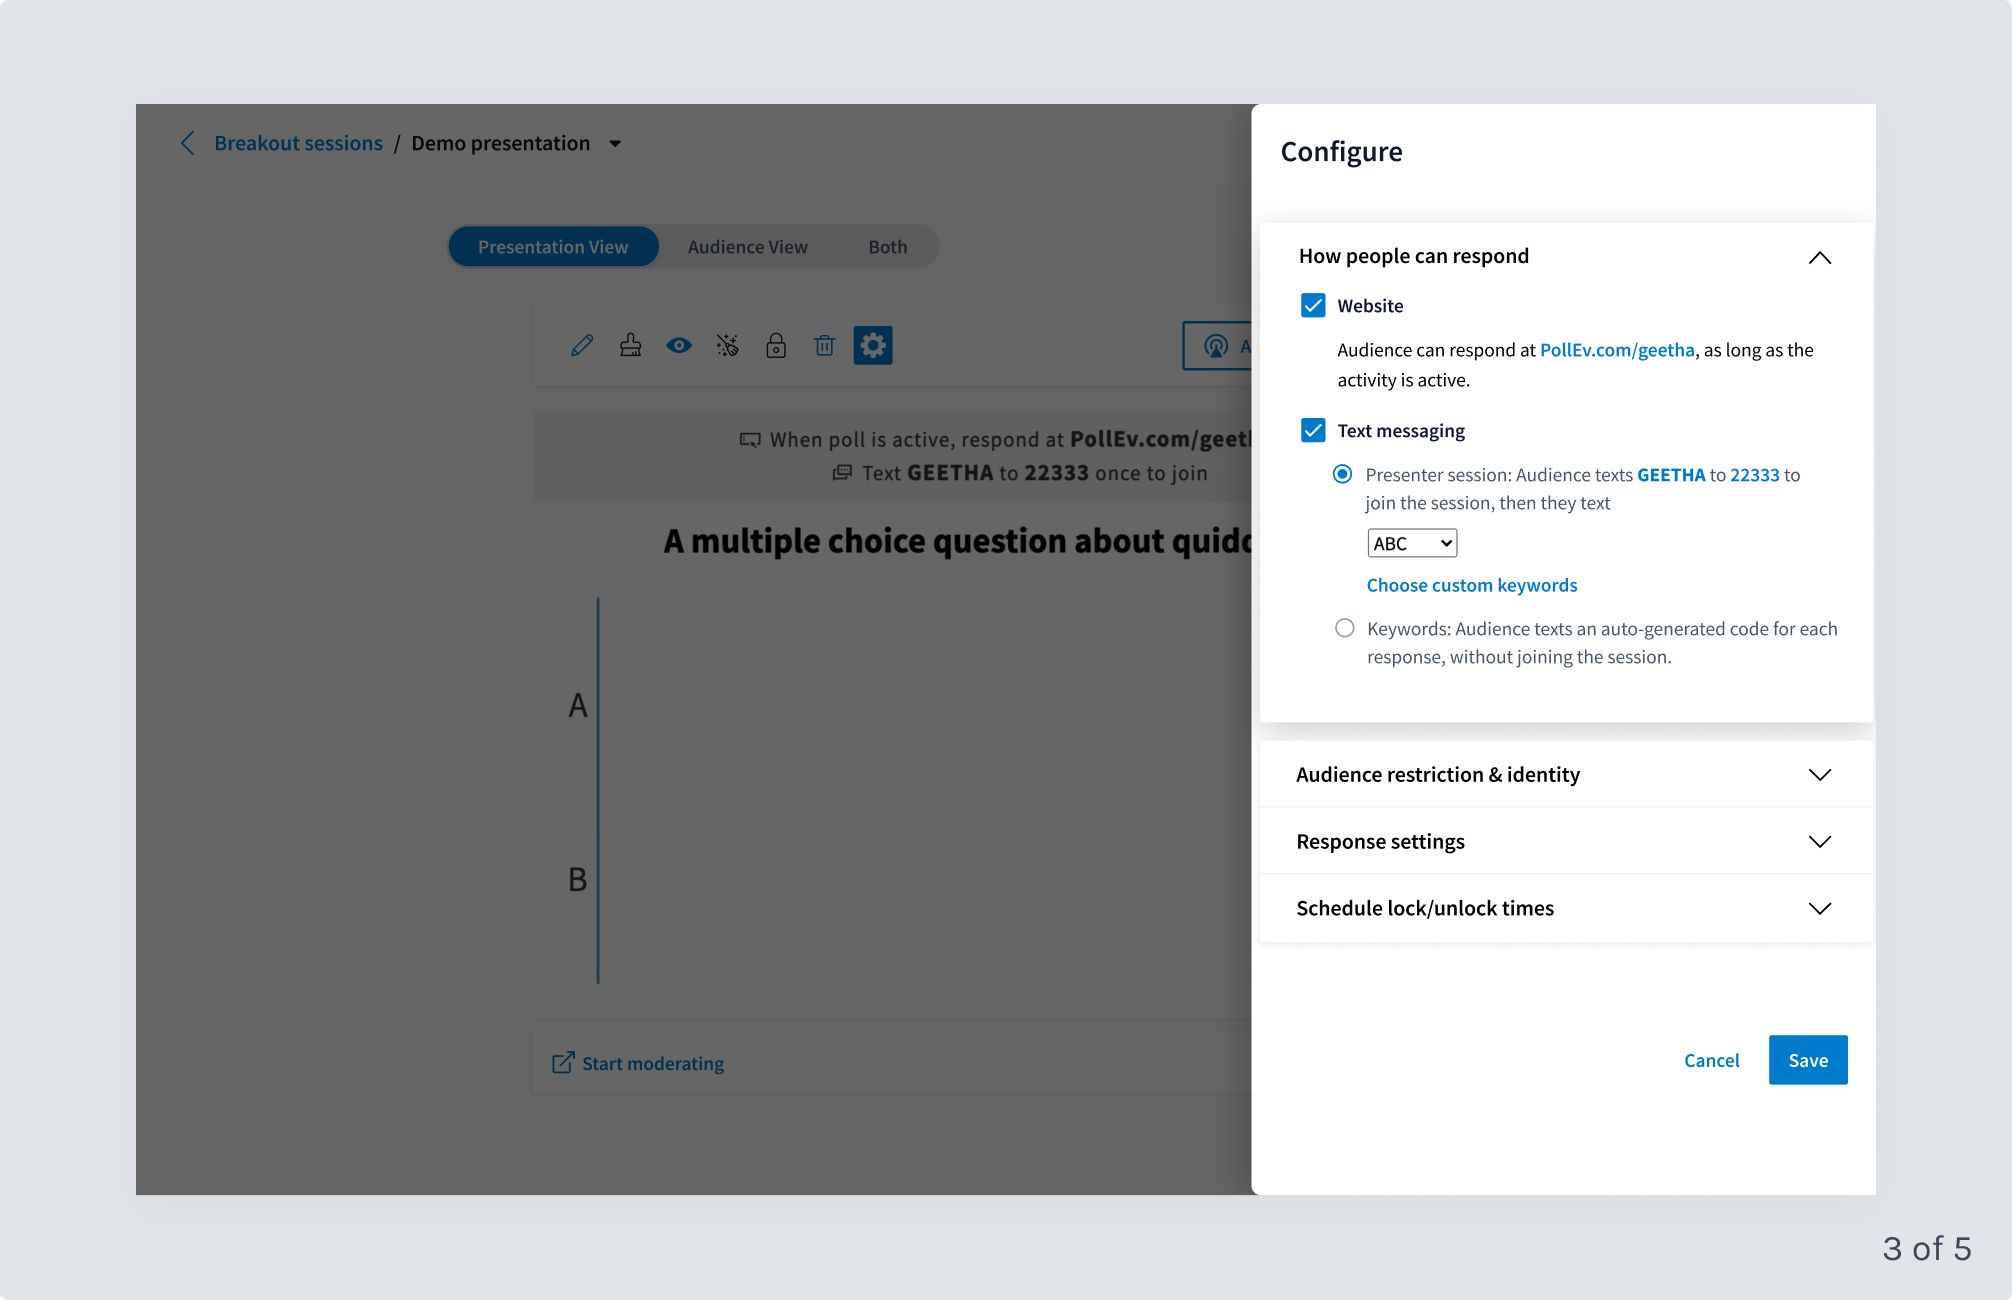 Breakout sessions / Demo presentation
Presentation View
Audience View
Both
When poll is active, respond at PollEv.com/geeth
Text GEETHA to 22333 once to join
A multiple choice question about
A
B
Start moderating
Configure
How people can respond
Website
Audience can respond at PollEv.com/geetha, as long as the
activity is active.
Text messaging
Presenter session: Audience texts GEETHA to 22333 to
join the session, then they text
ABC
Choose custom keywords
Keywords: Audience texts an auto-generated code for each
response, without joining the session.
Audience restriction & identity
Response settings
Schedule lock/unlock times
Cancel
Save
3 of 5